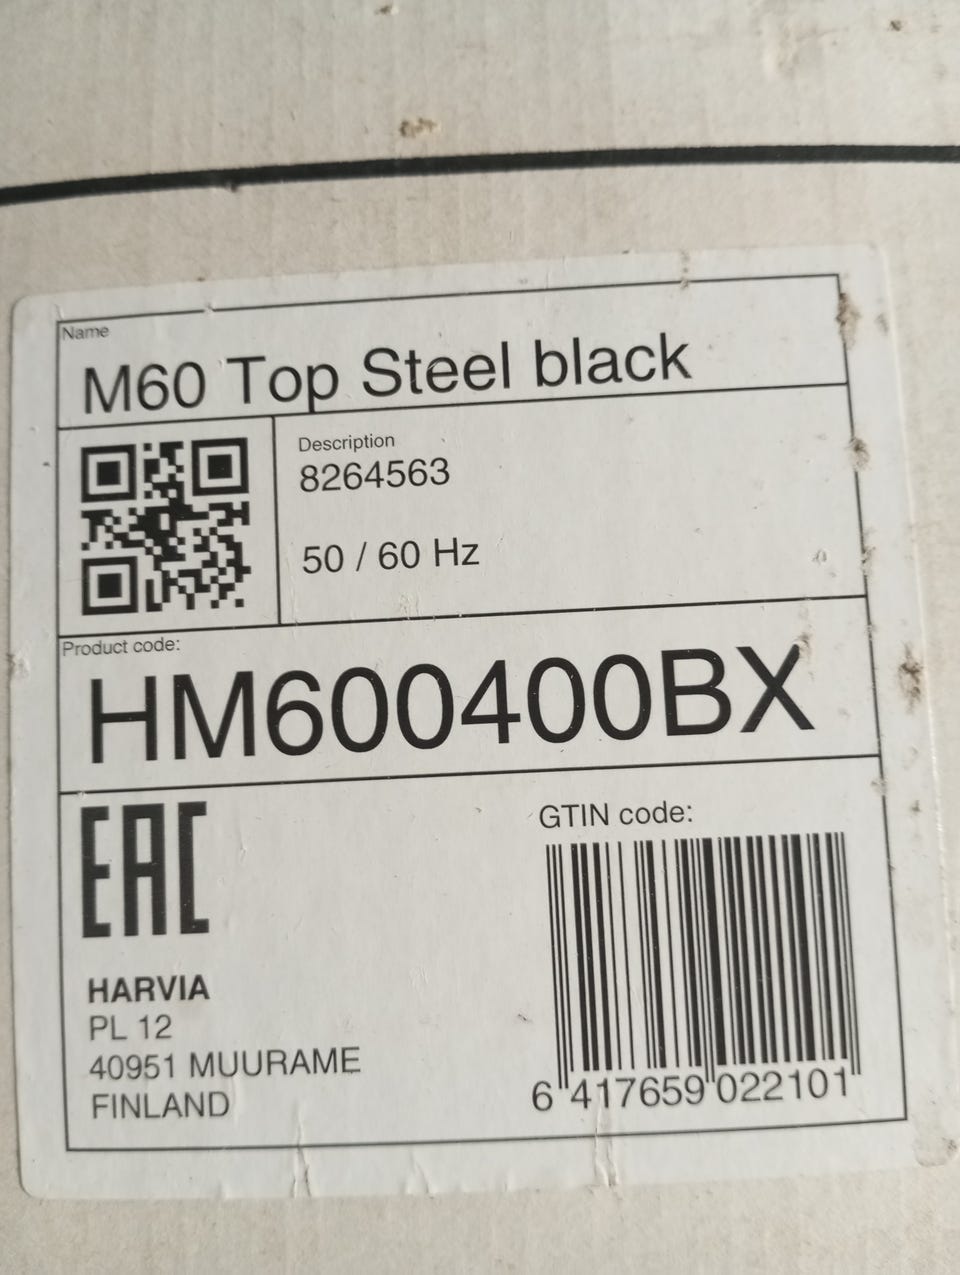 Name
M60 Top Steel black
Description
8264563
50 / 60 Hz
Product code:
HM600400BX
EAC
GTIN code:
HARVIA
PL 12
40951 MUURAME
FINLAND
6 417659 022101